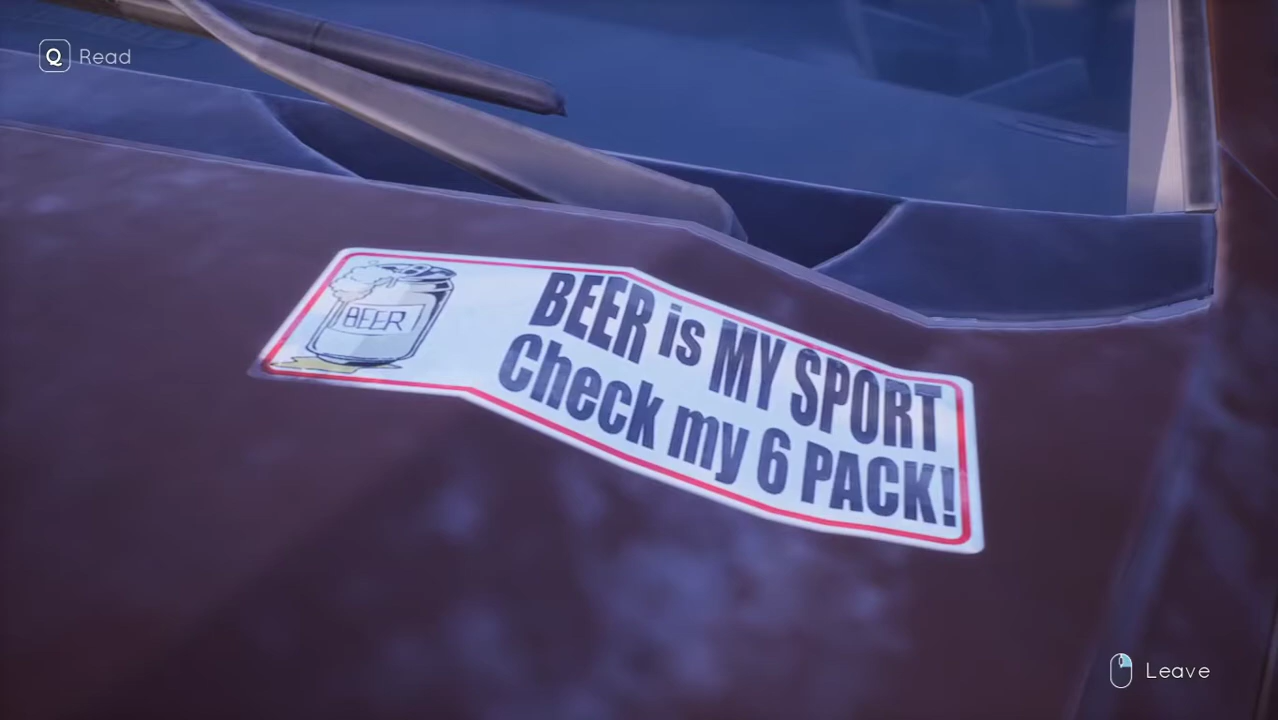 Q Read
BEER
BEER is MY SPORT
Check my 6 PACK!
Leave